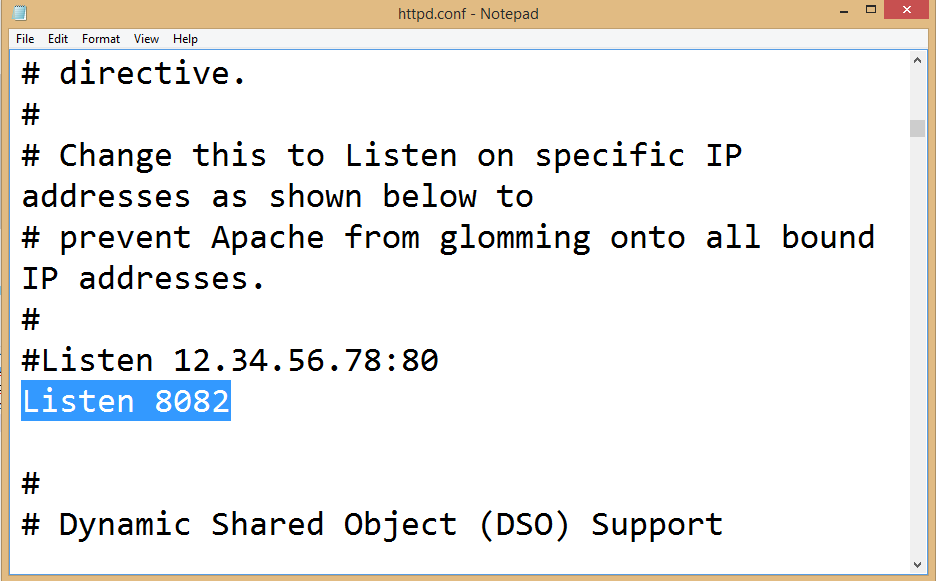 httpd.conf - Notepad
File Edit Format View Help
# directive.
#
# Change this to Listen on specific IP
addresses as shown below to
# prevent Apache from glomming onto all bound
IP addresses.
#
#Listen 12.34.56.78:80
Listen 8082
#
# Dynamic Shared Object (DSO) Support